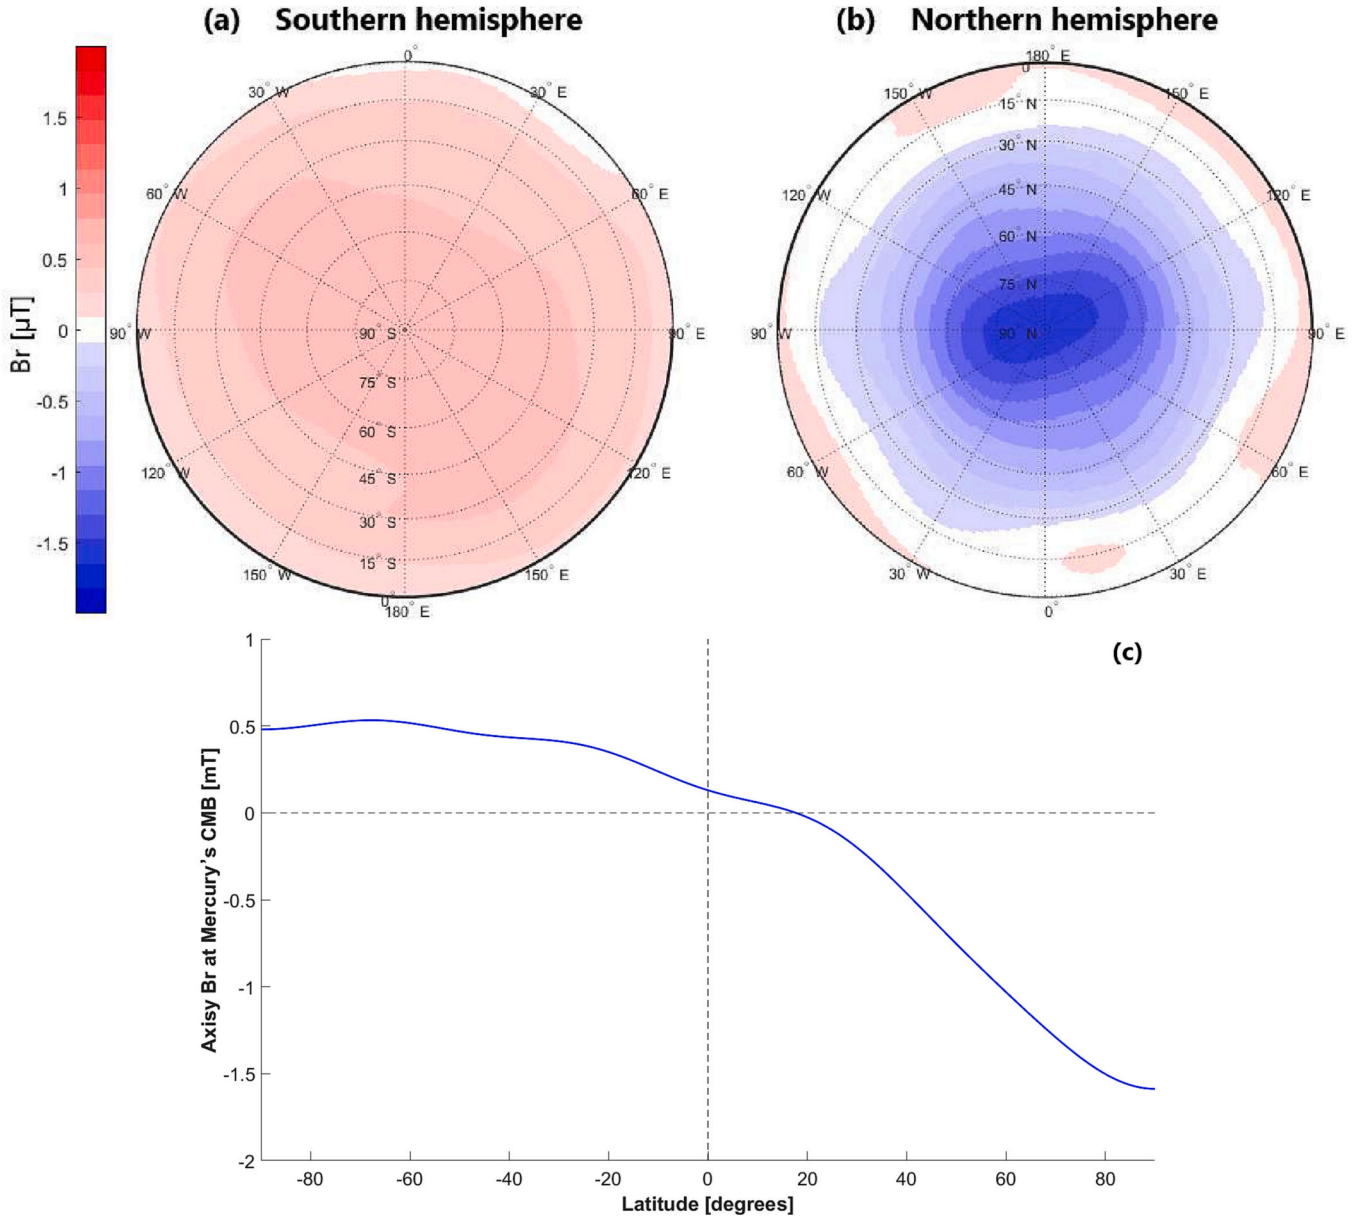 (a) Southern hemisphere
(b) Northern hemisphere
Br [µT]
1.5
1
0.5
0
-0.5
-1
-1.5
0°
30° W
30° E
60° W
60° E
90° W
90° S
90° E
75° S
60° S
120° W
45° S
120° E
30° S
15° S
150° W
150° E
0°
180° E
180° E
0°
150° W
15° N
150° E
30° N
120° W
45° N
120° E
60° N
75° N
90° W
90° N
90° E
60° W
60° E
30° W
30° E
0°
(c)
Axisy Br at Mercury's CMB [mT]
1
0.5
0
-0.5
-1
-1.5
-2
-80 -60 -40 -20 0 20 40 60 80
Latitude [degrees]